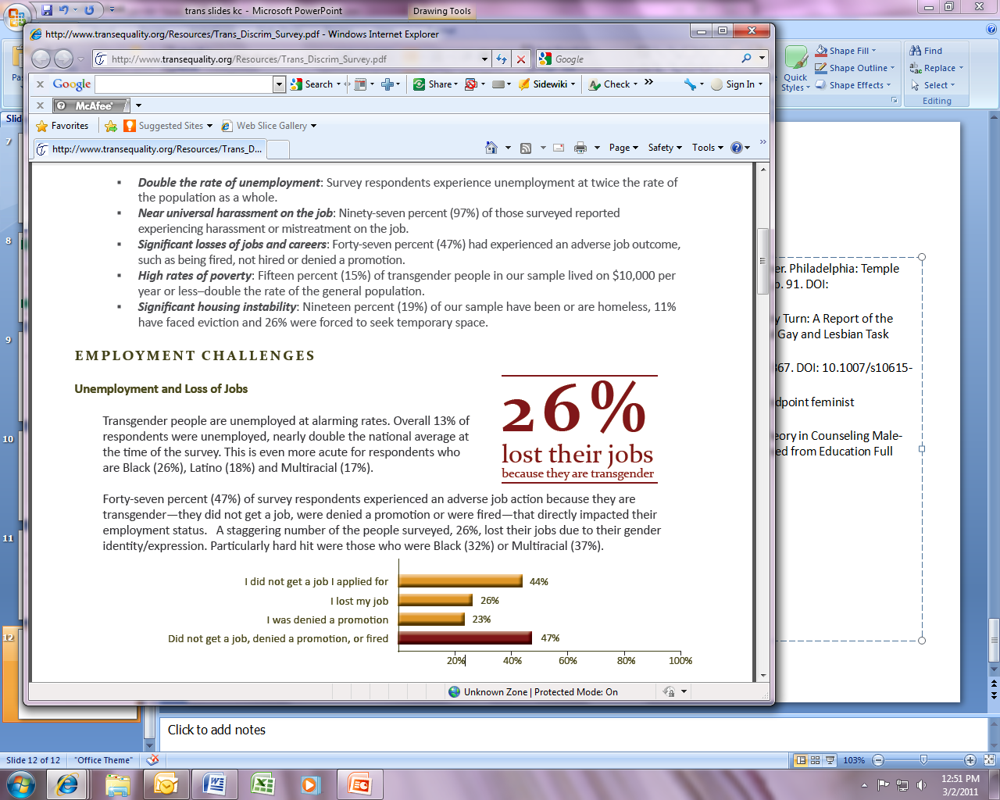 trans slides kc - Microsoft PowerPoint
Drawing Tools
http://www.transequality.org/Resources/Trans_Discrim_Survey.pdf - Windows Internet Explorer
http://www.transequality.org/Resources/Trans_Discrim_Survey.pdf
Google
Shape Fill
Find
Quick
Shape Outline
Replace
Styles
Shape Effects
Select
Editing
x Google
Search
Share
Sidewiki
Check
Sign In
x McAfee
Favorites
Suggested Sites
Web Slice Gallery
http://www.transequality.org/Resources/Trans_D...
Page
Safety
Tools
▪ Double the rate of unemployment: Survey respondents experience unemployment at twice the rate of
the population as a whole.
▪ Near universal harassment on the job: Ninety-seven percent (97%) of those surveyed reported
experiencing harassment or mistreatment on the job.
▪ Significant losses of jobs and careers: Forty-seven percent (47%) had experienced an adverse job outcome,
such as being fired, not hired or denied a promotion.
▪ High rates of poverty: Fifteen percent (15%) of transgender people in our sample lived on $10,000 per
year or less–double the rate of the general population.
▪ Significant housing instability: Nineteen percent (19%) of our sample have been or are homeless, 11%
have faced eviction and 26% were forced to seek temporary space.
EMPLOYMENT CHALLENGES
Unemployment and Loss of Jobs
Transgender people are unemployed at alarming rates. Overall 13% of
respondents were unemployed, nearly double the national average at
the time of the survey. This is even more acute for respondents who
are Black (26%), Latino (18%) and Multiracial (17%).
26%
lost their jobs
because they are transgender
Forty-seven percent (47%) of survey respondents experienced an adverse job action because they are
transgender—they did not get a job, were denied a promotion or were fired—that directly impacted their
employment status. A staggering number of the people surveyed, 26%, lost their jobs due to their gender
identity/expression. Particularly hard hit were those who were Black (32%) or Multiracial (37%).
I did not get a job I applied for 44%
I lost my job 26%
I was denied a promotion 23%
Did not get a job, denied a promotion, or fired 47%
20% 40% 60% 80% 100%
Unknown Zone | Protected Mode: On
7
8
9
10
11
12
er. Philadelphia: Temple
p. 91. DOI:
y Turn: A Report of the
Gay and Lesbian Task
367. DOI: 10.1007/s10615-
dpoint feminist
eory in Counseling Male-
ed from Education Full
Click to add notes
Slide 12 of 12
"Office Theme"
103%
12:51 PM
3/2/2011